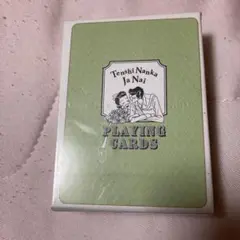 Tenshi Nanka
Ja Nai
PLAYING
CARDS